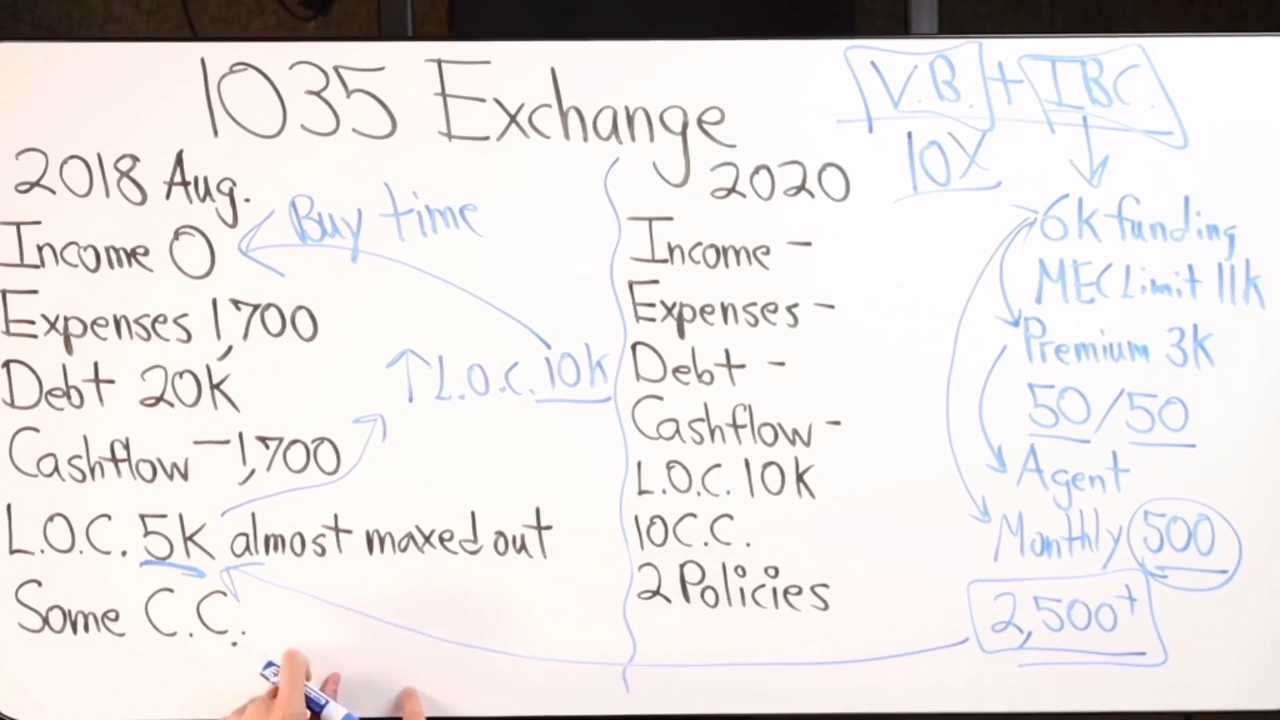 1035 Exchange
2018 Aug.
Income 0
Buy time
Expenses 1,700
Debt 20K
↑L.O.C. 10k
Cashflow -1,700
L.O.C. 5K almost maxed out
Some C.C.
2020
Income -
Expenses -
Debt -
Cashflow -
L.O.C. 10K
10 C.C.
2 Policies
V.B. + IBC.
10X
6k funding
MEC Limit 11k
Premium 3k
50/50
Agent
Monthly 500
2,500+